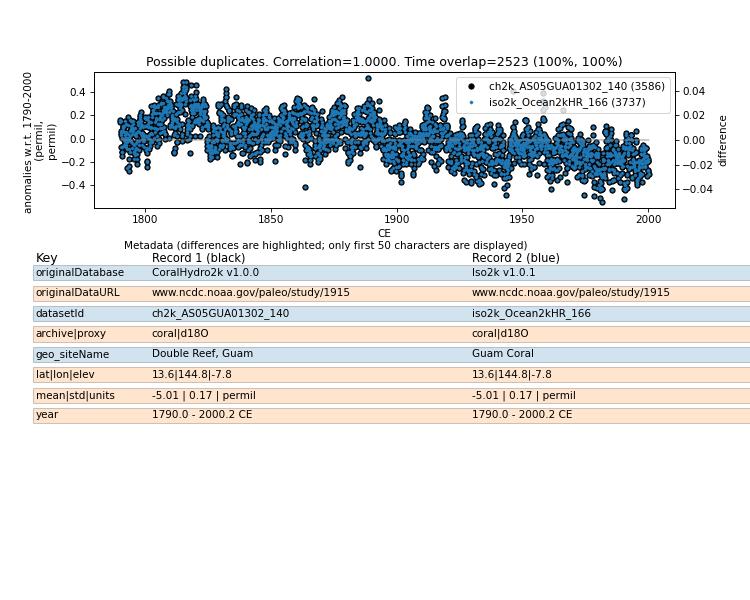 Possible duplicates. Correlation=1.0000. Time overlap=2523 (100%, 100%)
anomalies w.r.t. 1790-2000
(permil,
permil)
0.4
0.2
0.0
−0.2
−0.4
ch2k_AS05GUA01302_140 (3586)
iso2k_Ocean2kHR_166 (3737)
0.04
0.02
0.00
−0.02
−0.04
difference
1800 1850 1900 1950 2000
CE
Metadata (differences are highlighted; only first 50 characters are displayed)
Key Record 1 (black) Record 2 (blue)
originalDatabase CoralHydro2k v1.0.0 Iso2k v1.0.1
originalDataURL www.ncdc.noaa.gov/paleo/study/1915 www.ncdc.noaa.gov/paleo/study/1915
datasetId ch2k_AS05GUA01302_140 iso2k_Ocean2kHR_166
archive|proxy coral|d18O coral|d18O
geo_siteName Double Reef, Guam Guam Coral
lat|lon|elev 13.6|144.8|-7.8 13.6|144.8|-7.8
mean|std|units -5.01 | 0.17 | permil -5.01 | 0.17 | permil
year 1790.0 - 2000.2 CE 1790.0 - 2000.2 CE